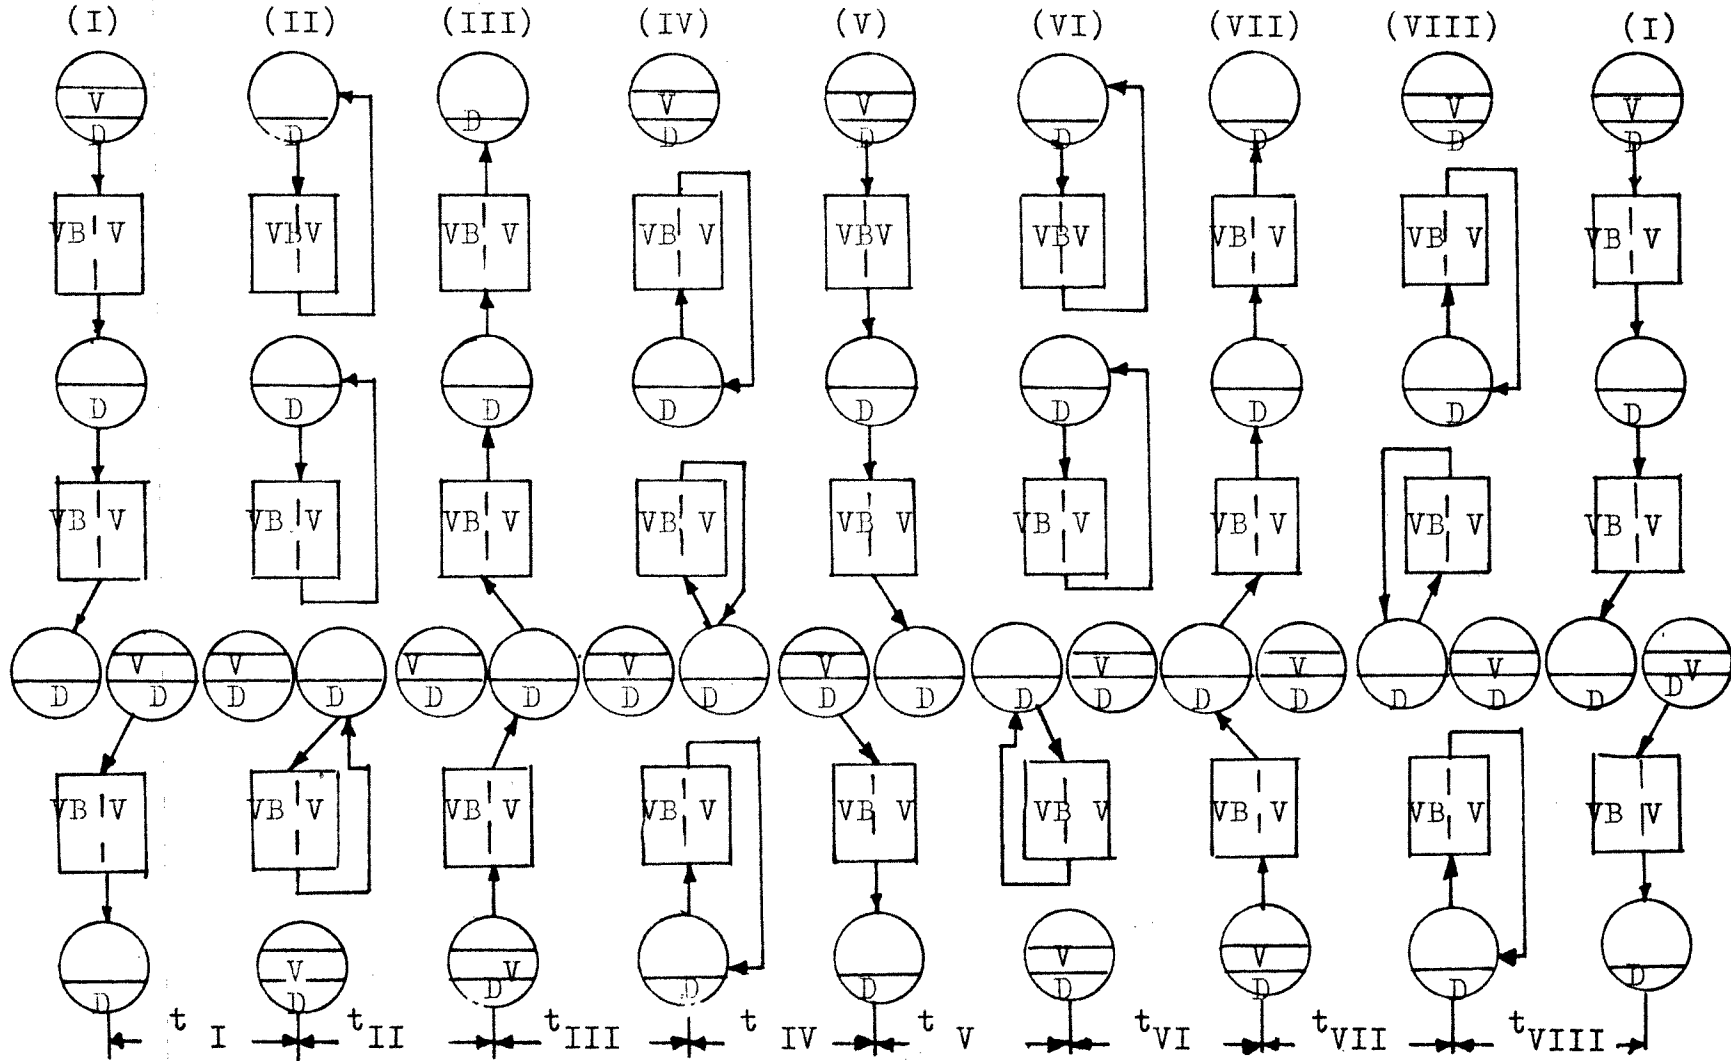 (I) (II) (III) (IV) (V) (VI) (VII) (VIII) (I)
V V V V V
D D D D D D D D D
VB V VBV VB V VB V VBV VBV VB V VB V VB V
D D D D D D D D D
VB V VB V VB V VB V VB V VB V VB V VB V VB V
V V V V V V V V V
D D D D D D D D D D D D D D D D D D
VB V VB V VB V VB V VB V VB V VB V VB V VB V
V V V V
D D D D D D D D D
t I t II t III t IV t V t VI t VII t VIII